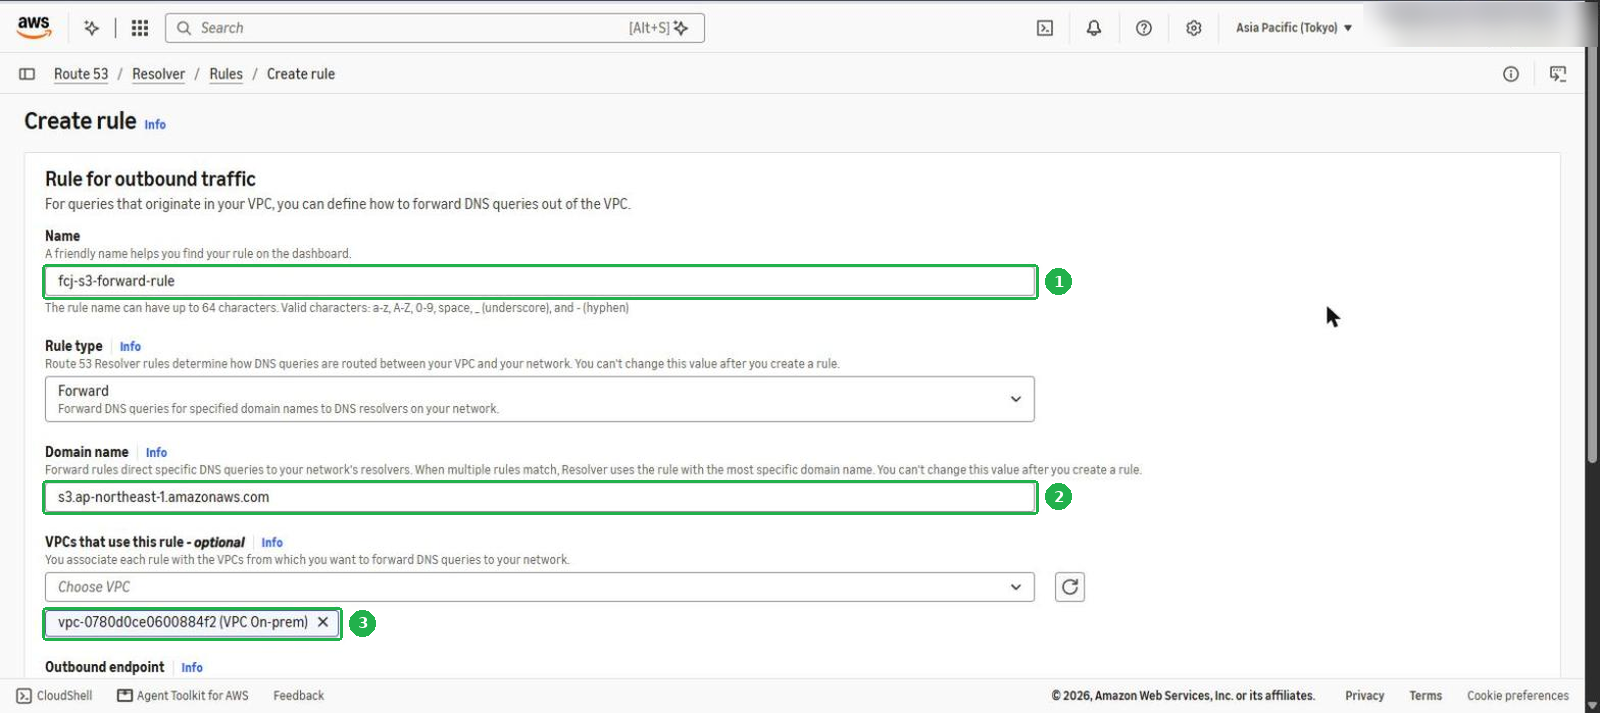 aws
Search [Alt+S]
Asia Pacific (Tokyo)
Route 53 / Resolver / Rules / Create rule
Create rule Info
Rule for outbound traffic
For queries that originate in your VPC, you can define how to forward DNS queries out of the VPC.
Name
A friendly name helps you find your rule on the dashboard.
fcj-s3-forward-rule
1
The rule name can have up to 64 characters. Valid characters: a-z, A-Z, 0-9, space, _ (underscore), and - (hyphen)
Rule type Info
Route 53 Resolver rules determine how DNS queries are routed between your VPC and your network. You can't change this value after you create a rule.
Forward
Forward DNS queries for specified domain names to DNS resolvers on your network.
Domain name Info
Forward rules direct specific DNS queries to your network's resolvers. When multiple rules match, Resolver uses the rule with the most specific domain name. You can't change this value after you create a rule.
s3.ap-northeast-1.amazonaws.com
2
VPCs that use this rule - optional Info
You associate each rule with the VPCs from which you want to forward DNS queries to your network.
Choose VPC
vpc-0780d0ce0600884f2 (VPC On-prem)
3
Outbound endpoint Info
CloudShell Agent Toolkit for AWS Feedback © 2026, Amazon Web Services, Inc. or its affiliates. Privacy Terms Cookie preferences